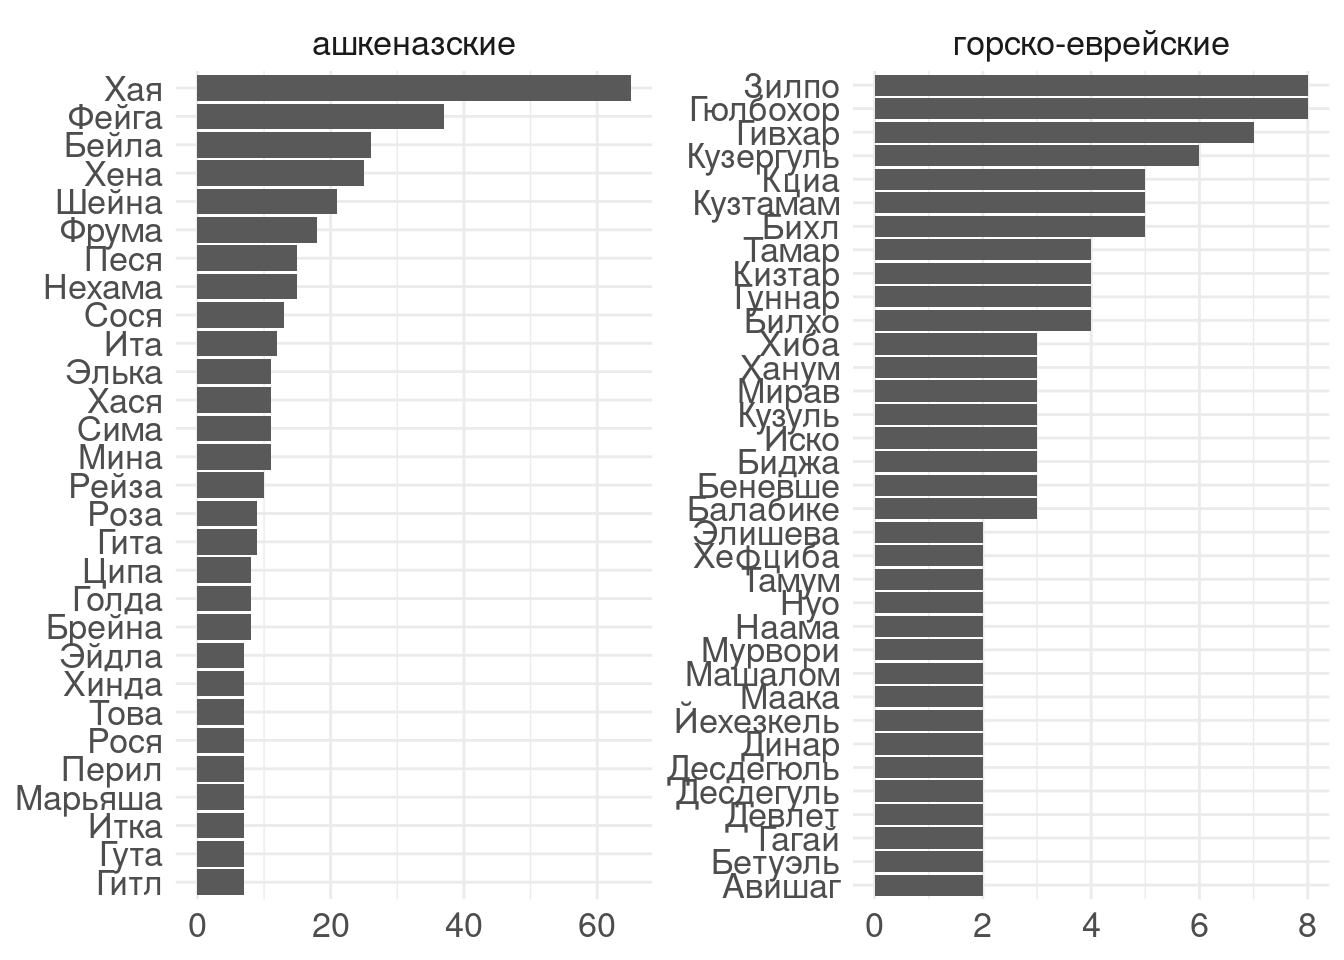 ашкеназские
Хая
Фейга
Бейла
Хена
Шейна
Фрума
Песя
Нехама
Сося
Ита
Элька
Хася
Сима
Мина
Рейза
Роза
Гита
Ципа
Голда
Брейна
Эйдла
Хинда
Това
Рося
Перил
Марьяша
Итка
Гута
Гитл
0 20 40 60
горско-еврейские
Зилпо
Гюлбохор
Гивхар
Кузергуль
Кциа
Кузтамам
Бихл
Тамар
Кизтар
Гуннар
Билхо
Хиба
Ханум
Мирав
Кузуль
Иско
Биджа
Беневше
Балабике
Элишева
Хефциба
Тамум
Нуо
Наама
Мурвори
Машалом
Маака
Йехезкель
Динар
Десдегюль
Десдегуль
Девлет
Гагай
Бетуэль
Авишаг
0 2 4 6 8